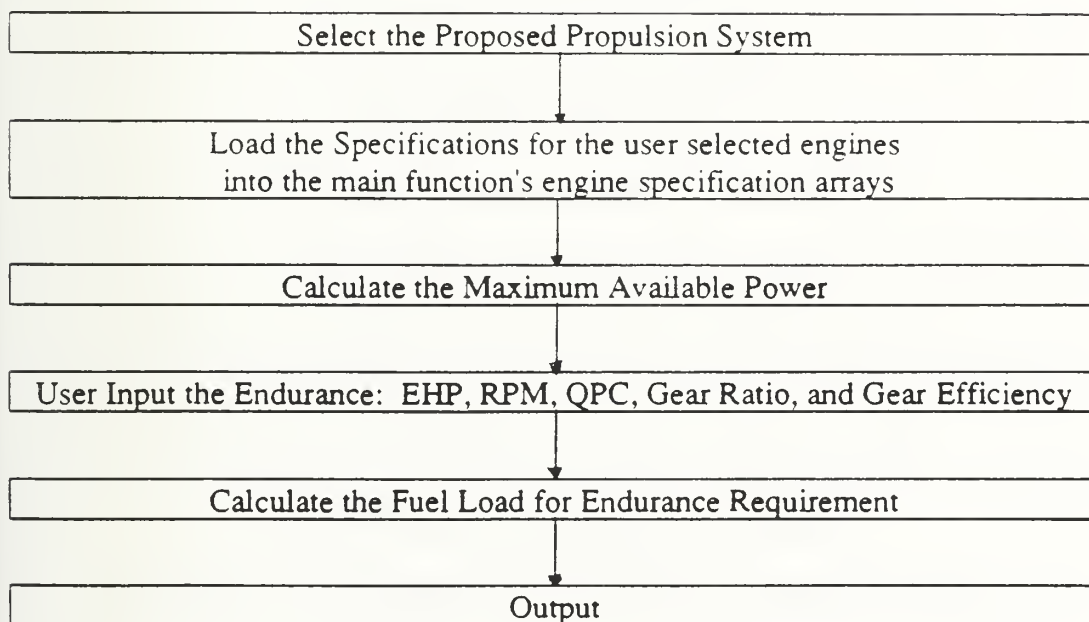 Select the Proposed Propulsion System
Load the Specifications for the user selected engines
into the main function's engine specification arrays
Calculate the Maximum Available Power
User Input the Endurance: EHP, RPM, QPC, Gear Ratio, and Gear Efficiency
Calculate the Fuel Load for Endurance Requirement
Output